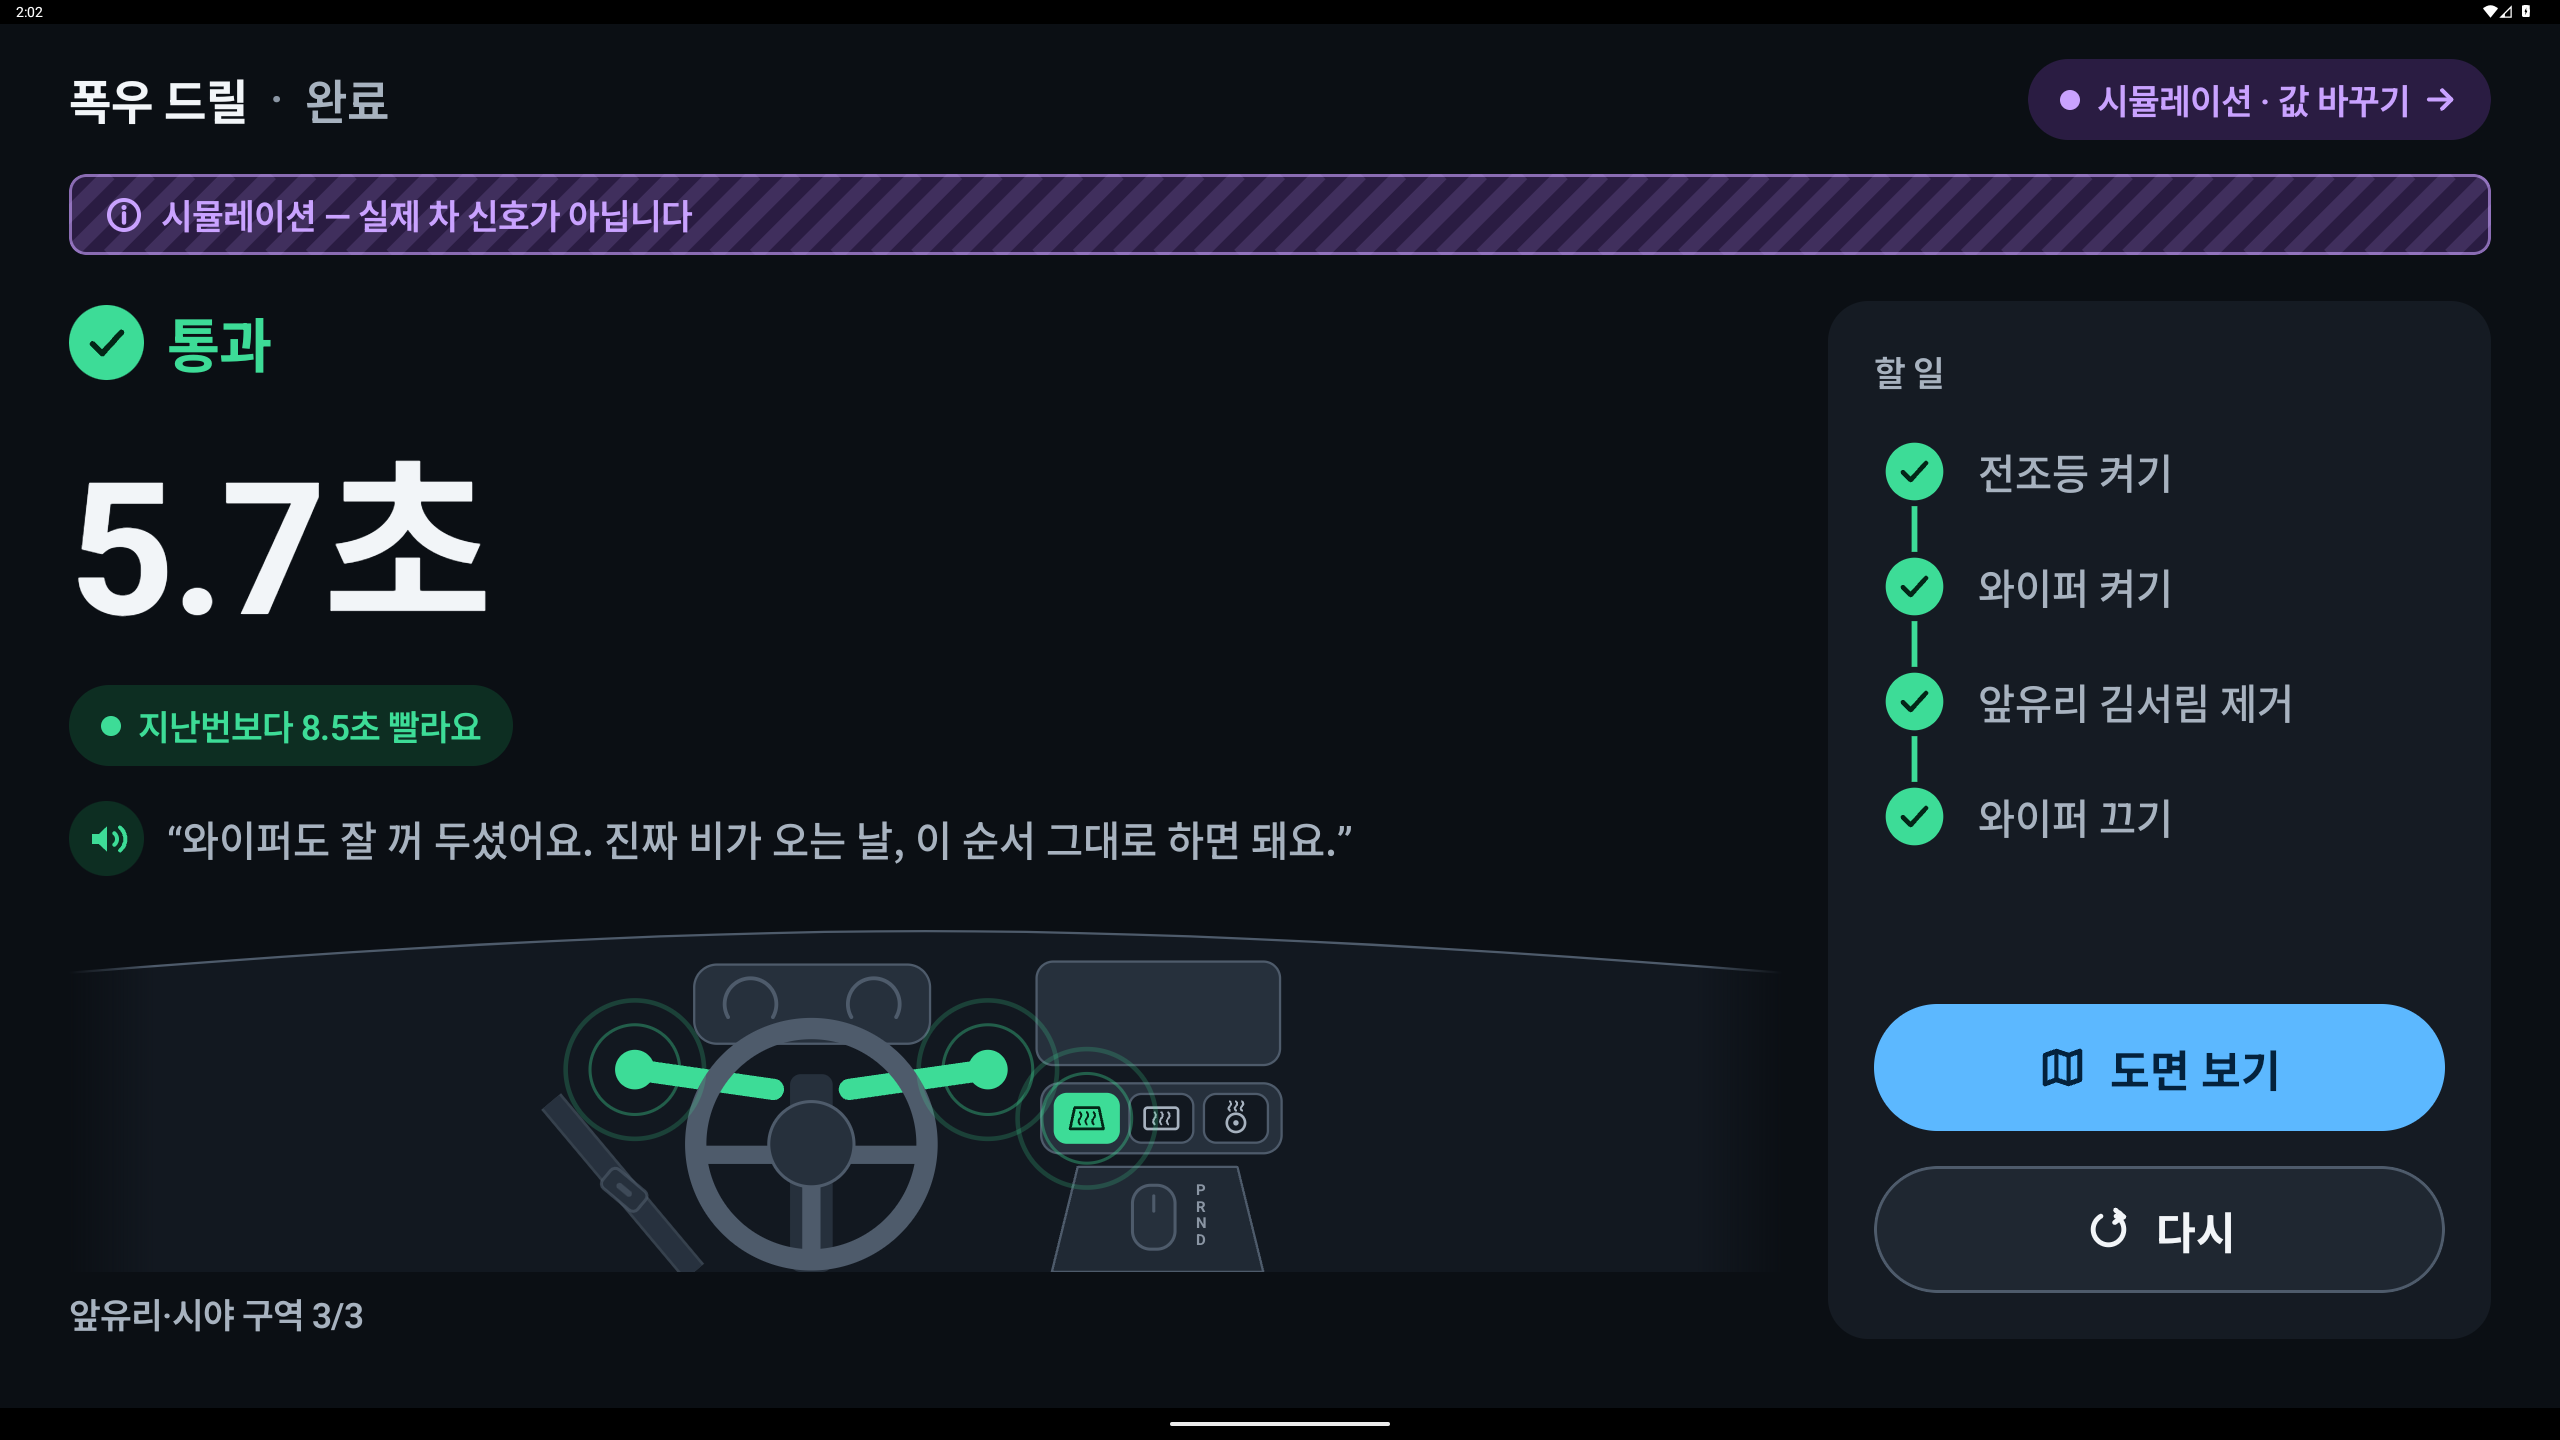 2:02
폭우 드릴 · 완료
시뮬레이션 · 값 바꾸기 →
시뮬레이션 – 실제 차 신호가 아닙니다
통과
5.7초
지난번보다 8.5초 빨라요
“와이퍼도 잘 꺼 두셨어요. 진짜 비가 오는 날, 이 순서 그대로 하면 돼요.”
P
R
N
D
앞유리·시야 구역 3/3
할 일
전조등 켜기
와이퍼 켜기
앞유리 김서림 제거
와이퍼 끄기
도면 보기
다시